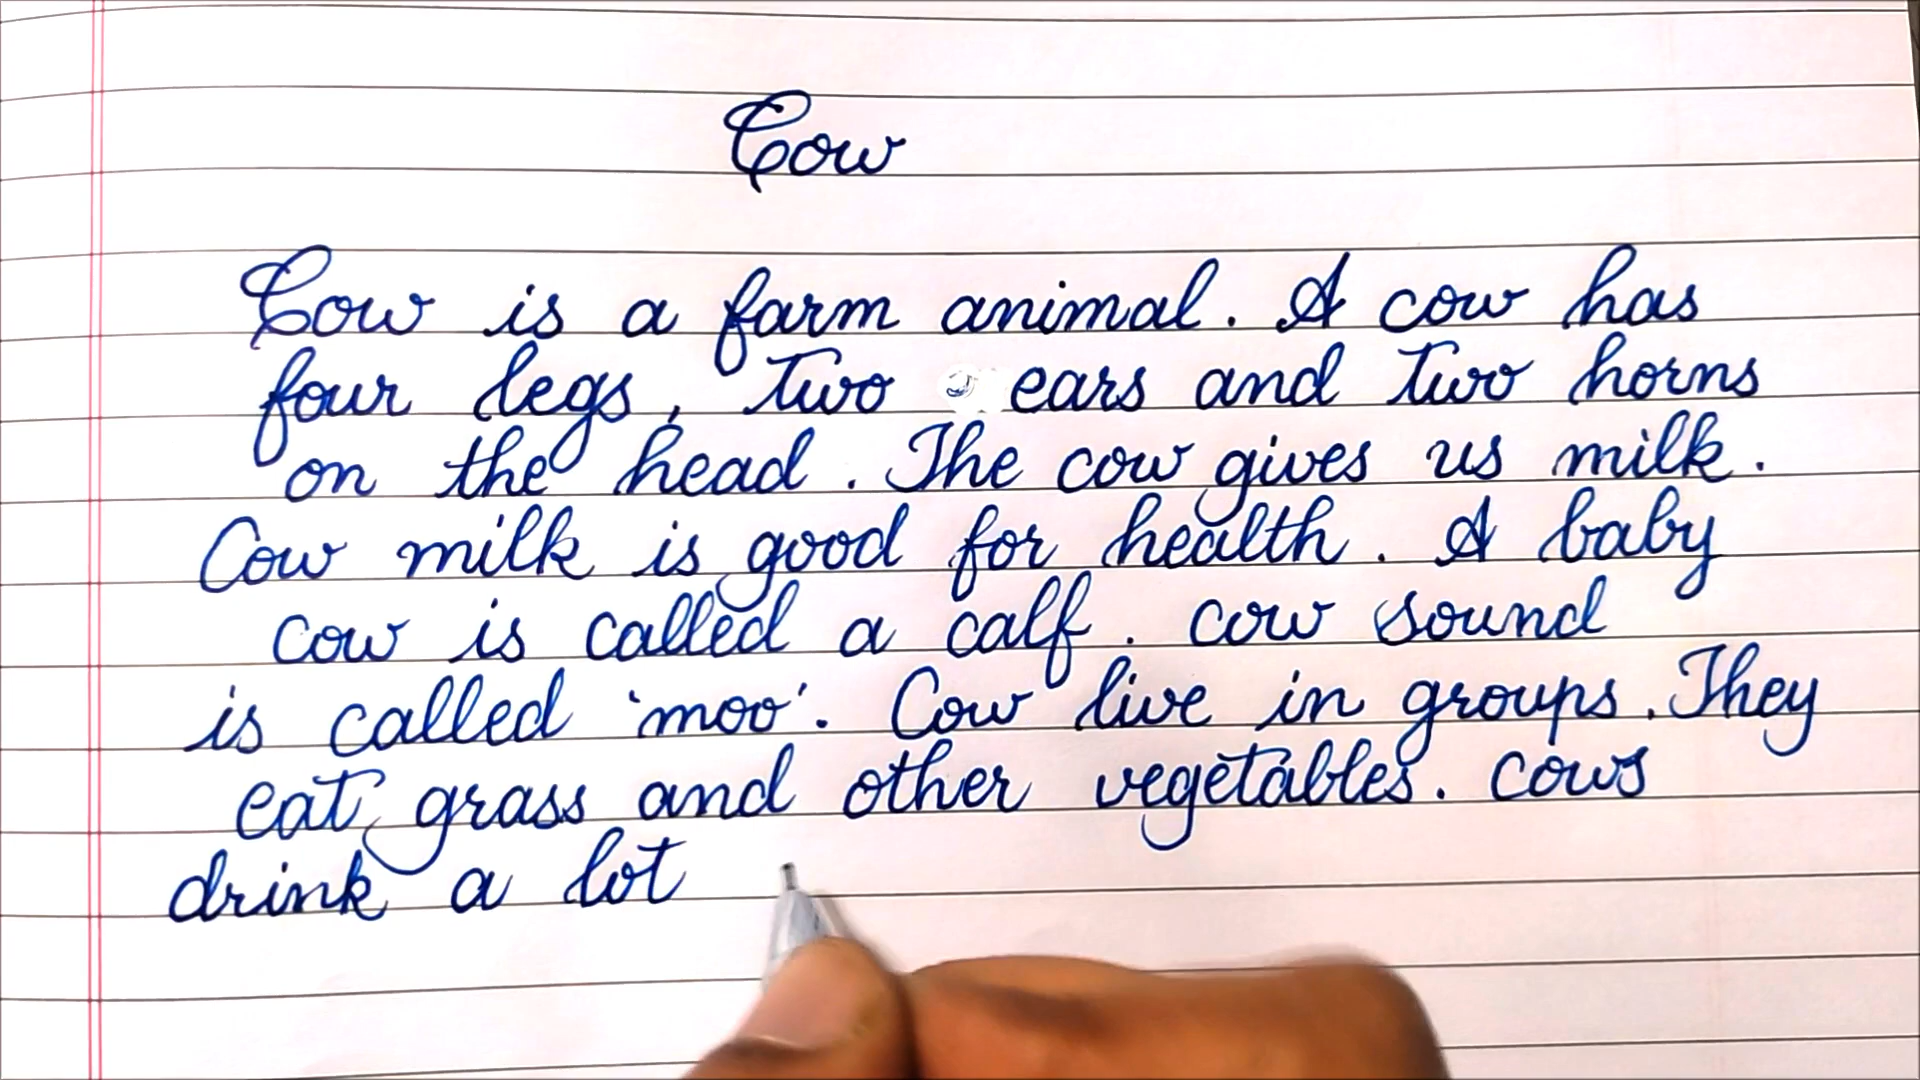 Cow
Cow is a farm animal. A cow has
four legs, two ears and two horns
on the head. The cow gives us milk.
Cow milk is good for health. A baby
cow is called a calf. cow sound
is called 'moo'. Cow live in groups. They
eat grass and other vegetables. cows
drink a lot